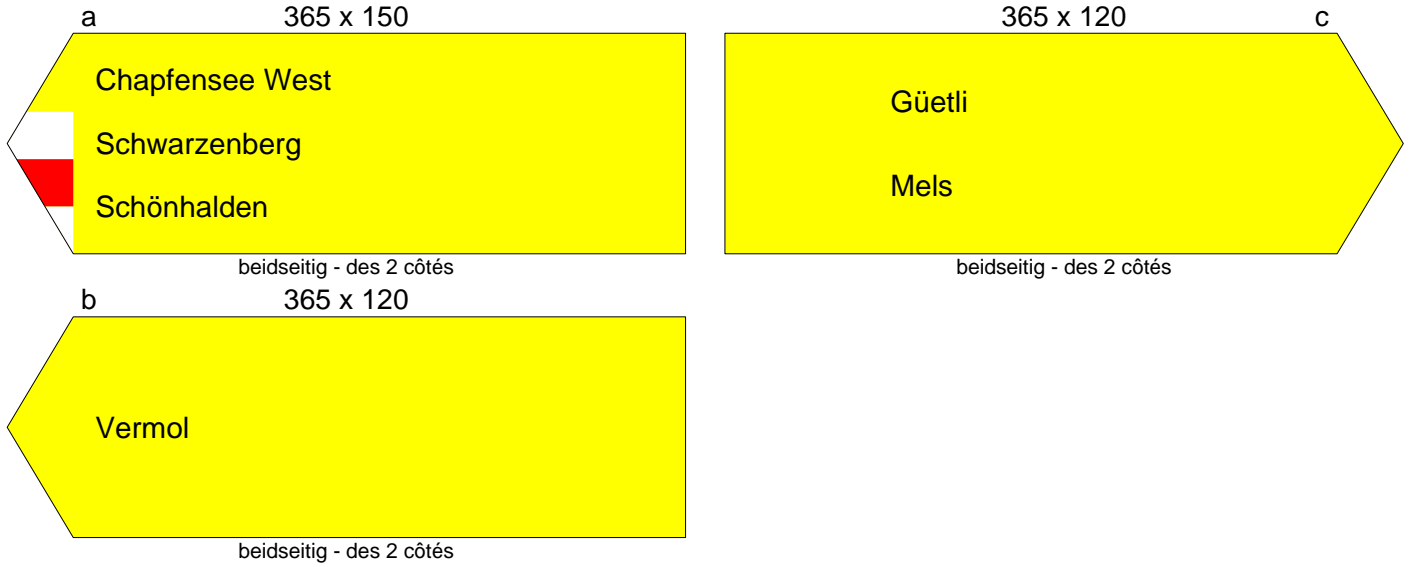 a 365 x 150
Chapfensee West
Schwarzenberg
Schönhalden
beidseitig - des 2 côtés
365 x 120 c
Güetli
Mels
beidseitig - des 2 côtés
b 365 x 120
Vermol
beidseitig - des 2 côtés